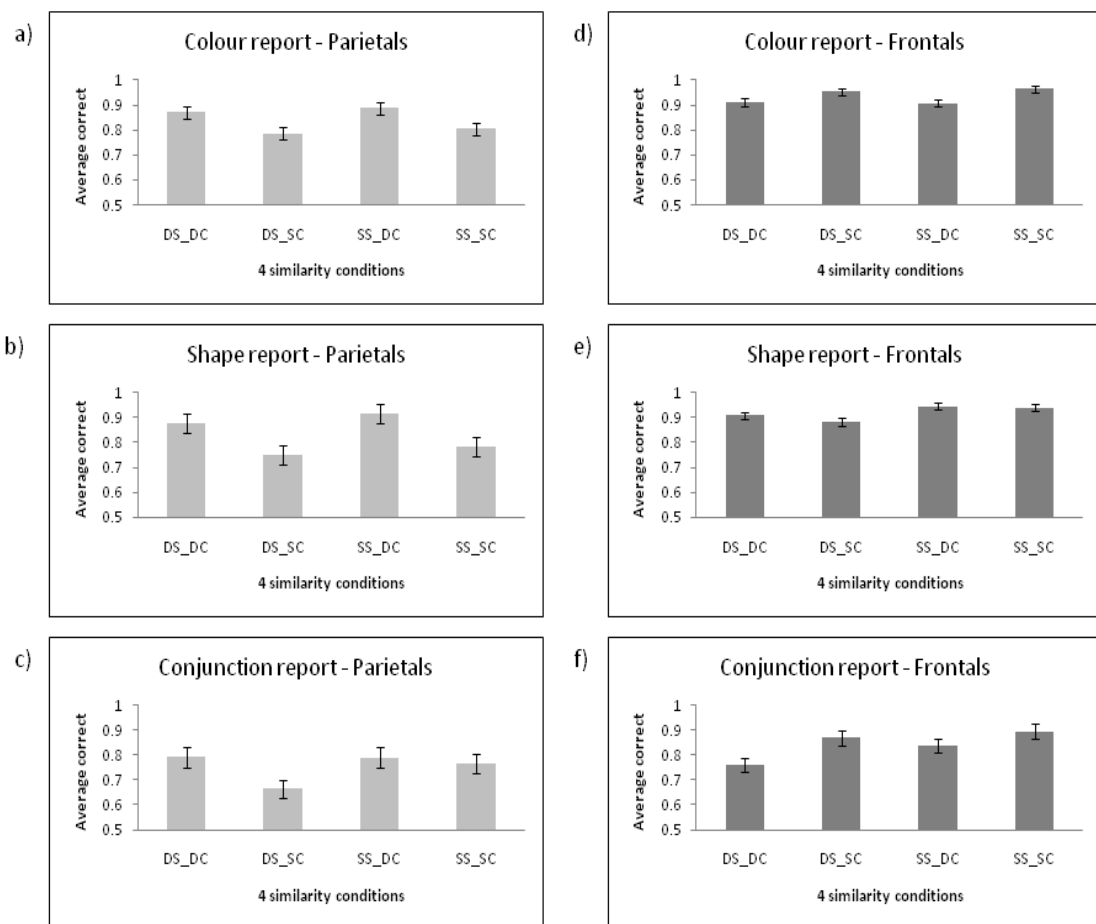 a)
Colour report - Parietals
Average correct
1
0.9
0.8
0.7
0.6
0.5
DS_DC DS_SC SS_DC SS_SC
4 similarity conditions
b)
Shape report - Parietals
Average correct
1
0.9
0.8
0.7
0.6
0.5
DS_DC DS_SC SS_DC SS_SC
4 similarity conditions
c)
Conjunction report - Parietals
Average correct
1
0.9
0.8
0.7
0.6
0.5
DS_DC DS_SC SS_DC SS_SC
4 similarity conditions
d)
Colour report - Frontals
Average correct
1
0.9
0.8
0.7
0.6
0.5
DS_DC DS_SC SS_DC SS_SC
4 similarity conditions
e)
Shape report - Frontals
Average correct
1
0.9
0.8
0.7
0.6
0.5
DS_DC DS_SC SS_DC SS_SC
4 similarity conditions
f)
Conjunction report - Frontals
Average correct
1
0.9
0.8
0.7
0.6
0.5
DS_DC DS_SC SS_DC SS_SC
4 similarity conditions